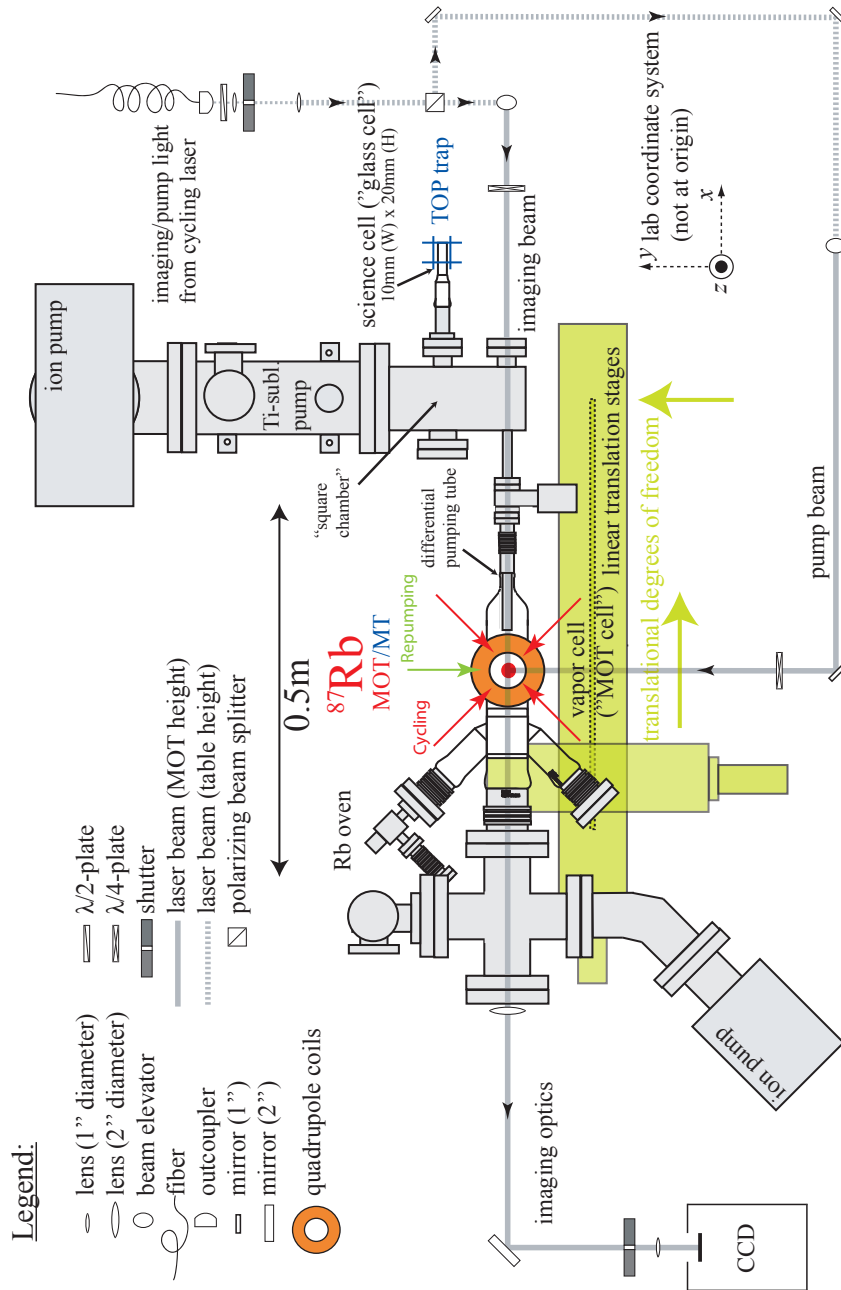 Legend:
lens (1” diameter)
lens (2” diameter)
beam elevator
fiber
outcoupler
mirror (1”)
mirror (2”)
quadrupole coils
λ/2-plate
λ/4-plate
shutter
laser beam (MOT height)
laser beam (table height)
polarizing beam splitter
0.5m
ion pump
Ti-subl.
pump
imaging/pump light
from cycling laser
science cell (”glass cell”)
10mm (W) x 20mm (H)
TOP trap
“square
chamber”
differential
pumping tube
imaging beam
87Rb
MOT/MT
Repumping
Cycling
Rb oven
vapor cell
(”MOT cell”)
linear translation stages
translational degrees of freedom
y
lab coordinate system
(not at origin)
x
z
pump beam
imaging optics
ion pump
CCD